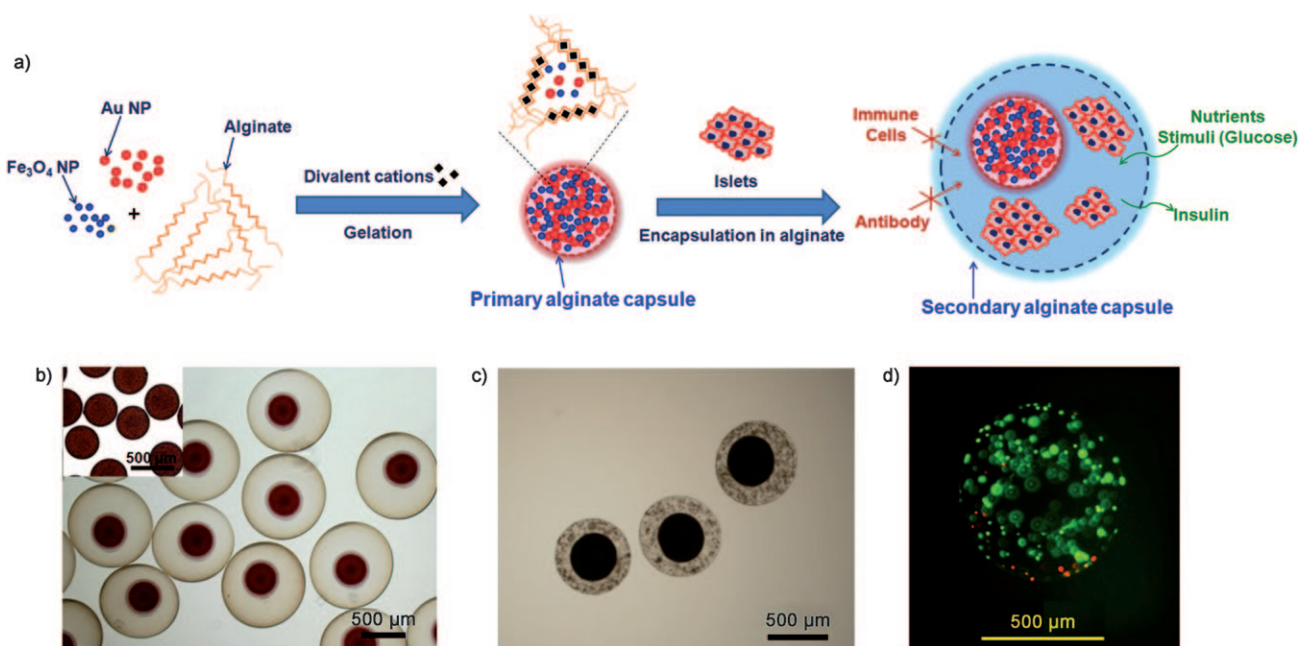 a)
Au NP
Alginate
Fe₃O₄ NP
+
Divalent cations
Gelation
Primary alginate capsule
Islets
Encapsulation in alginate
Immune
Cells
Antibody
Nutrients
Stimuli (Glucose)
Insulin
Secondary alginate capsule
b)
500 µm
500 µm
c)
500 µm
d)
500 µm